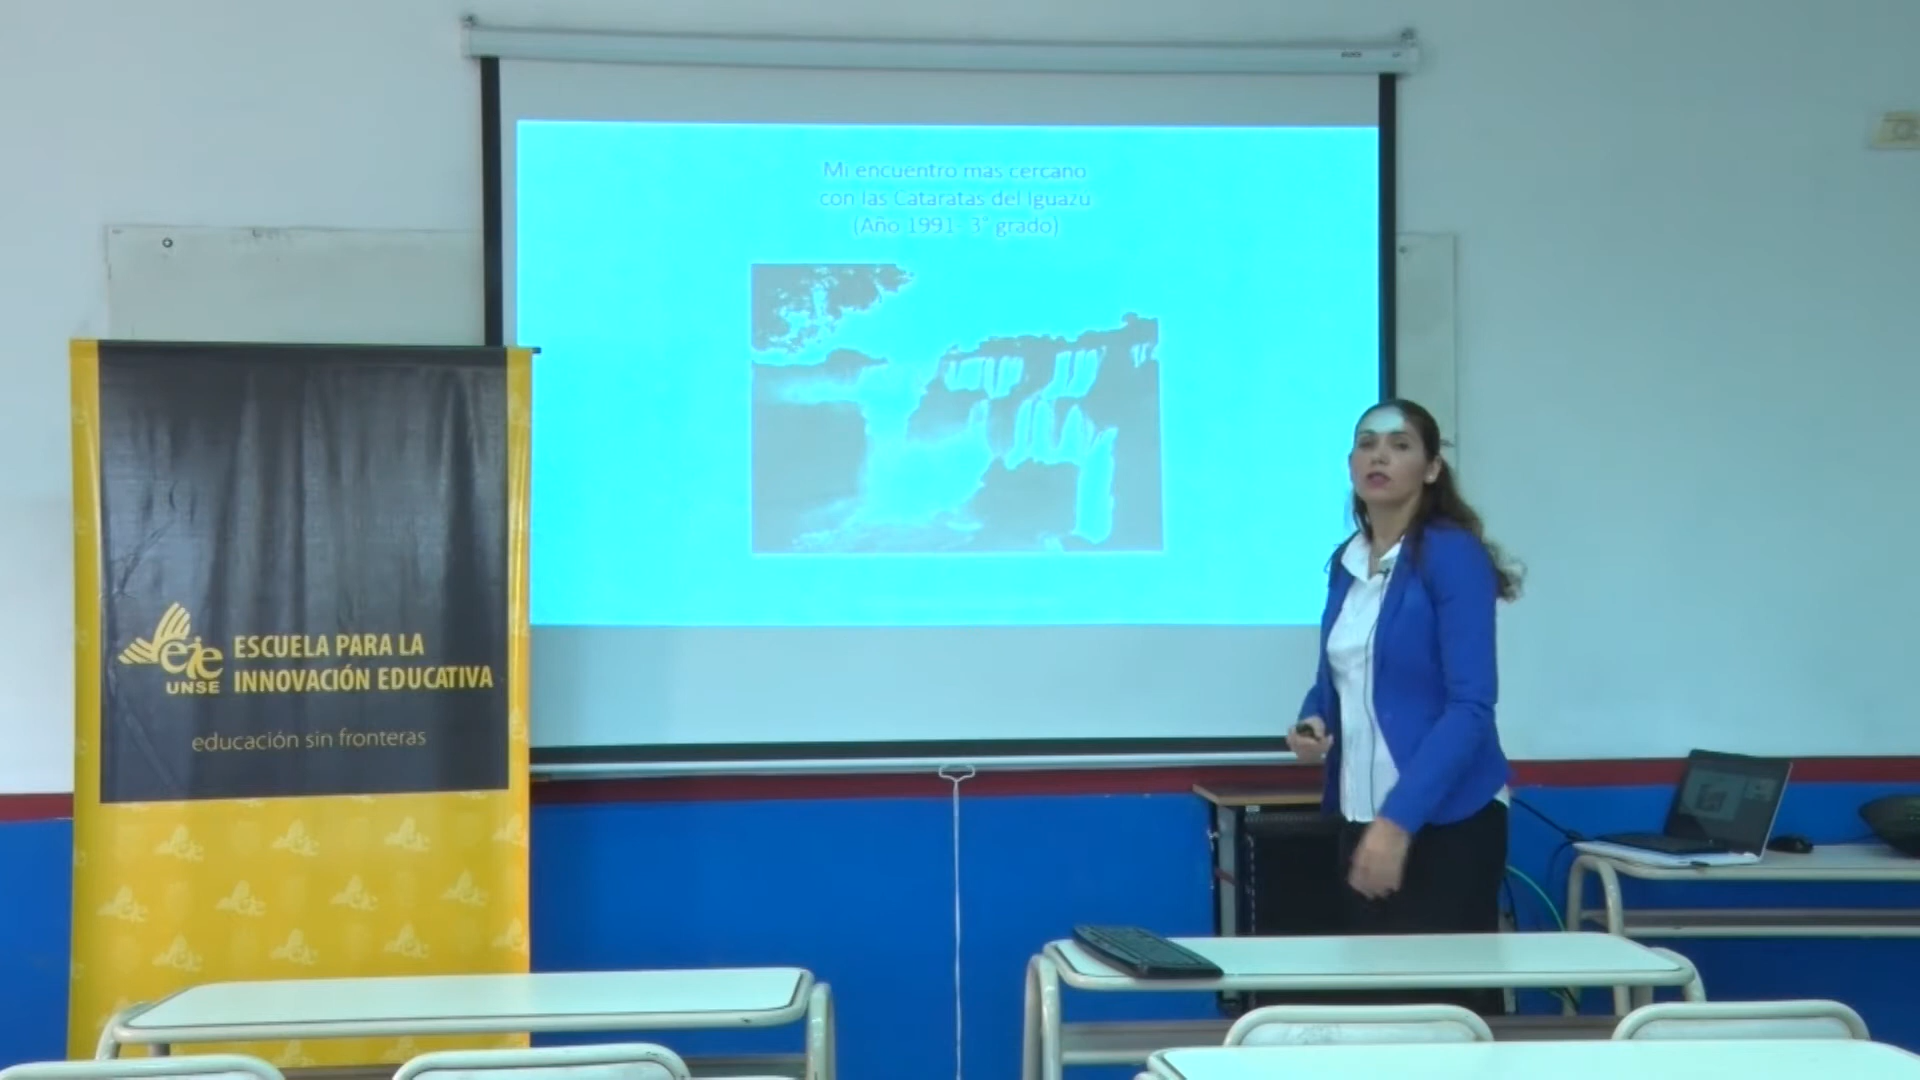 Mi encuentro mas cercano
con las Cataratas del Iguazu
(Año 1991- 3° grado)
eie
UNSE
ESCUELA PARA LA
INNOVACIÓN EDUCATIVA
educación sin fronteras